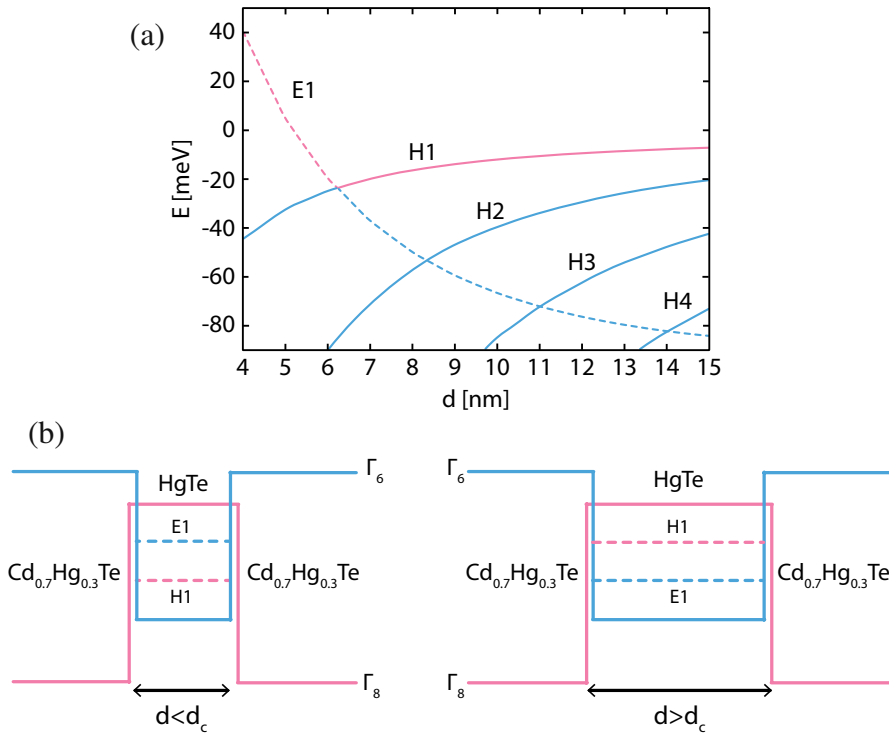 (a)
40
20
0
-20
-40
-60
-80
E [meV]
E1
H1
H2
H3
H4
4 5 6 7 8 9 10 11 12 13 14 15
d [nm]
(b)
HgTe
Γ₆
E1
Cd₀.₇Hg₀.₃Te
Cd₀.₇Hg₀.₃Te
H1
Γ₈
d<d_c
Γ₆
HgTe
H1
Cd₀.₇Hg₀.₃Te
Cd₀.₇Hg₀.₃Te
E1
Γ₈
d>d_c